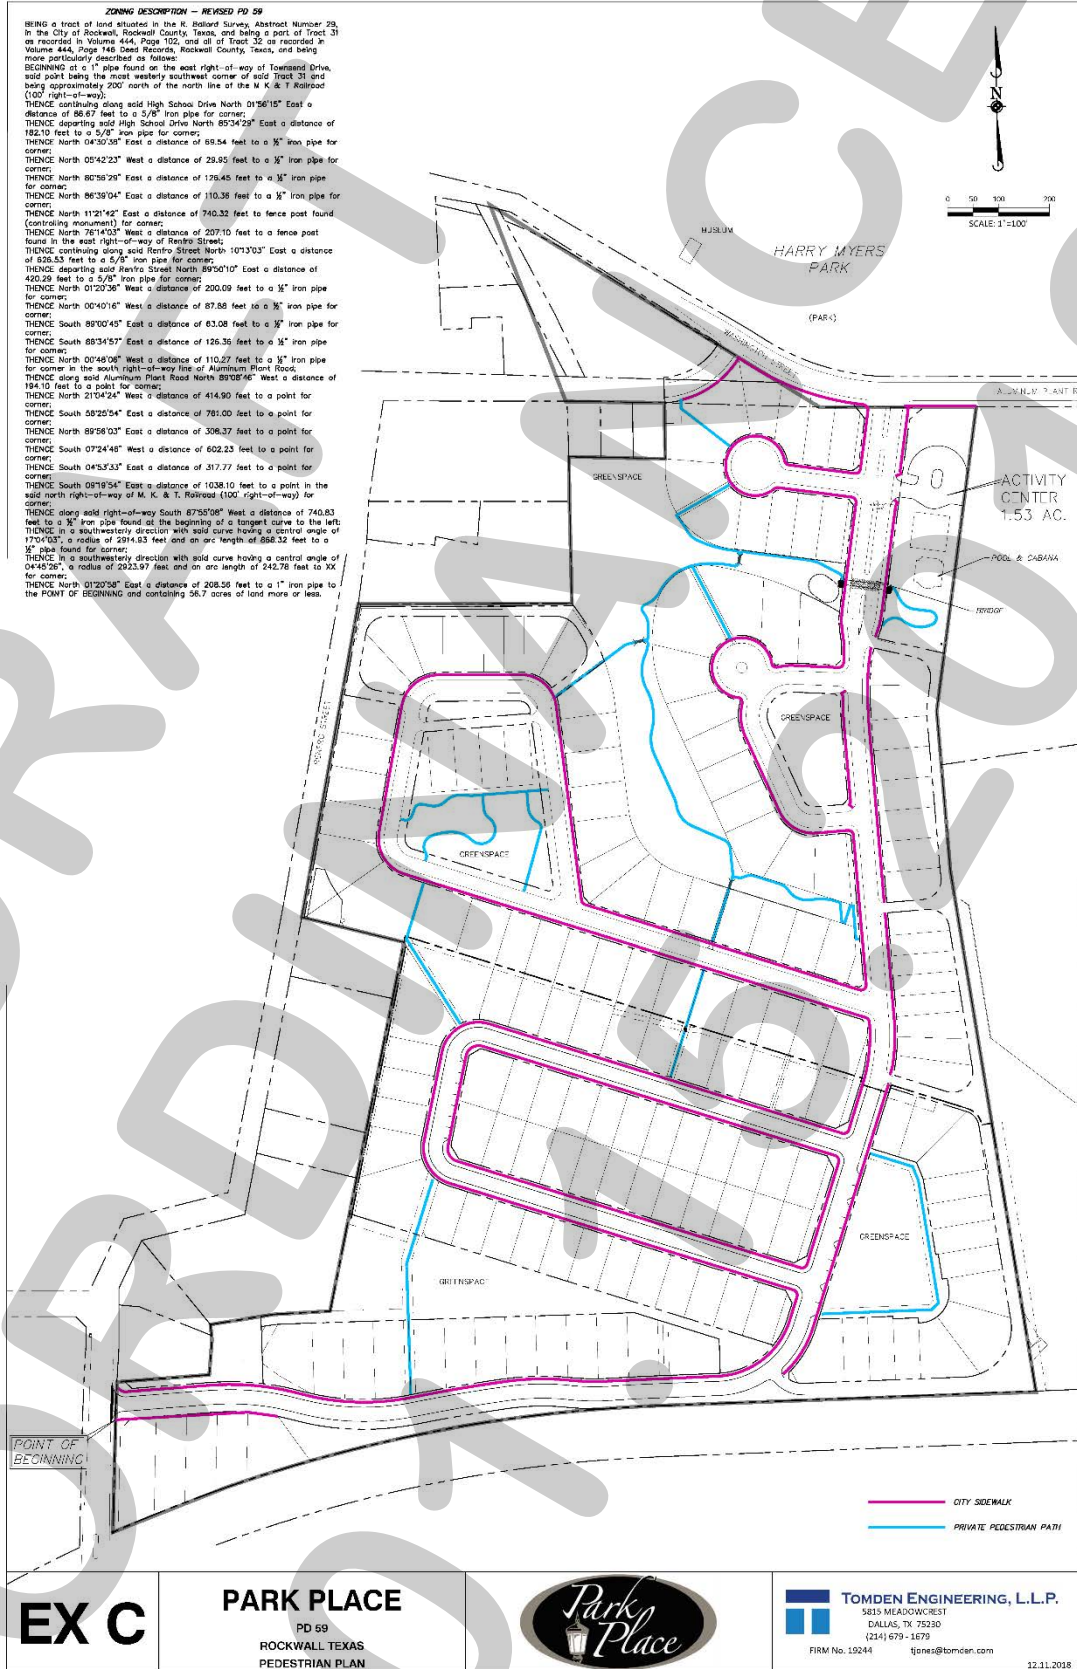 ZONING DESCRIPTION — REVISED PD 59
BEING a tract of land situated in the R. Ballard Survey, Abstract Number 29,
in the City of Rockwall, Rockwall County, Texas, and being a part of Tract 31
as recorded in Volume 444, Page 102, and all of Tract 32 as recorded in
Volume 444, Page 146 Deed Records, Rockwall County, Texas, and being
more particularly described as follows:
BEGINNING at a 1" pipe found on the east right-of-way of Townsend Drive,
said point being the most westerly southwest corner of said Tract 31 and
being approximately 200' north of the north line of the M K & T Railroad
(100' right-of-way);
THENCE continuing along said High School Drive North 01°56'15" East a
distance of 86.67 feet to a 5/8" iron pipe for corner;
THENCE departing said High School Drive North 85°34'29" East a distance of
182.10 feet to a 5/8" iron pipe for corner;
THENCE North 04°30'38" East a distance of 69.54 feet to a ½" iron pipe for
corner;
THENCE North 05°42'23" West a distance of 29.95 feet to a ½" iron pipe for
corner;
THENCE North 80°56'29" East a distance of 126.45 feet to a ½" iron pipe
for corner;
THENCE North 86°39'04" East a distance of 110.36 feet to a ½" iron pipe for
corner;
THENCE North 11°21'42" East a distance of 740.32 feet to fence post found
(controlling monument) for corner;
THENCE North 76°14'03" West a distance of 207.10 feet to a fence post
found in the east right-of-way of Renfro Street;
THENCE continuing along said Renfro Street North 10°13'03" East a distance
of 626.53 feet to a 5/8" iron pipe for corner;
THENCE departing said Renfro Street North 89°50'10" East a distance of
420.29 feet to a 5/8" iron pipe for corner;
THENCE North 01°20'36" West a distance of 200.09 feet to a ½" iron pipe
for corner;
THENCE North 00°40'16" West a distance of 87.88 feet to a ½" iron pipe for
corner;
THENCE South 89°00'45" East a distance of 63.08 feet to a ½" iron pipe for
corner;
THENCE South 88°34'57" East a distance of 126.36 feet to a ½" iron pipe
for corner;
THENCE North 00°46'06" West a distance of 110.27 feet to a ½" iron pipe
for corner in the south right-of-way line of Aluminum Plant Road;
THENCE along said Aluminum Plant Road North 89°08'46" West a distance of
194.10 feet to a point for corner;
THENCE North 21°04'24" West a distance of 414.90 feet to a point for
corner;
THENCE South 58°25'54" East a distance of 761.00 feet to a point for
corner;
THENCE North 89°56'03" East a distance of 306.37 feet to a point for
corner;
THENCE South 07°24'46" West a distance of 602.23 feet to a point for
corner;
THENCE South 04°53'33" East a distance of 317.77 feet to a point for
corner;
THENCE South 09°19'54" East a distance of 1038.10 feet to a point in the
said north right-of-way of M. K. & T. Railroad (100' right-of-way) for
corner;
THENCE along said right-of-way South 87°55'08" West a distance of 740.83
feet to a ½" iron pipe found at the beginning of a tangent curve to the left;
THENCE in a southwesterly direction with said curve having a central angle of
17°04'03", a radius of 2914.93 feet and an arc length of 868.32 feet to a
½" pipe found for corner;
THENCE in a southwesterly direction with said curve having a central angle of
04°45'26", a radius of 2923.97 feet and an arc length of 242.78 feet to XX
for corner;
THENCE North 01°20'58" East a distance of 208.56 feet to a 1" iron pipe to
the POINT OF BEGINNING and containing 56.7 acres of land more or less.
N
0 50 100 200
SCALE: 1"=100'
MUSEUM
HARRY MYERS
PARK
(PARK)
WASHINGTON STREET
ALUMINUM PLANT R
GREENSPACE
ACTIVITY
CENTER
1.53 AC.
POOL & CABANA
BRIDGE
GREENSPACE
RENFRO STREET
GREENSPACE
GREENSPACE
GREENSPACE
POINT OF
BEGINNING
CITY SIDEWALK
PRIVATE PEDESTRIAN PATH
EX C
PARK PLACE
PD 59
ROCKWALL TEXAS
PEDESTRIAN PLAN
Park
Place
TOMDEN ENGINEERING, L.L.P.
5815 MEADOWCREST
DALLAS, TX 75230
(214) 679 - 1679
FIRM No. 19244 tjones@tomden.com
12.11.2018